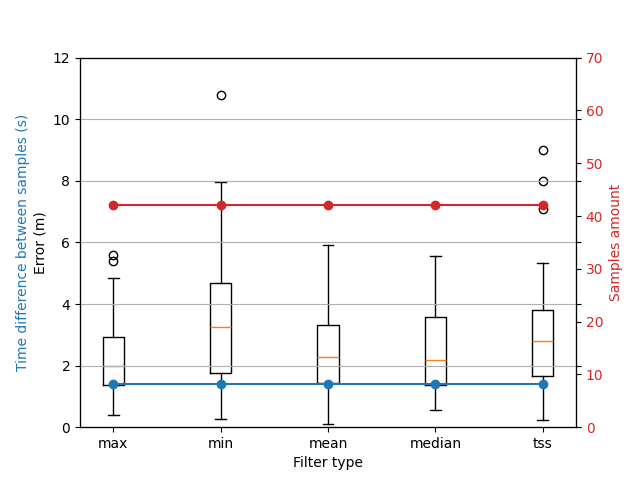 Time difference between samples (s)
Error (m)
12
10
8
6
4
2
0
70
60
50
40
30
20
10
0
Samples amount
max
min
mean
median
tss
Filter type